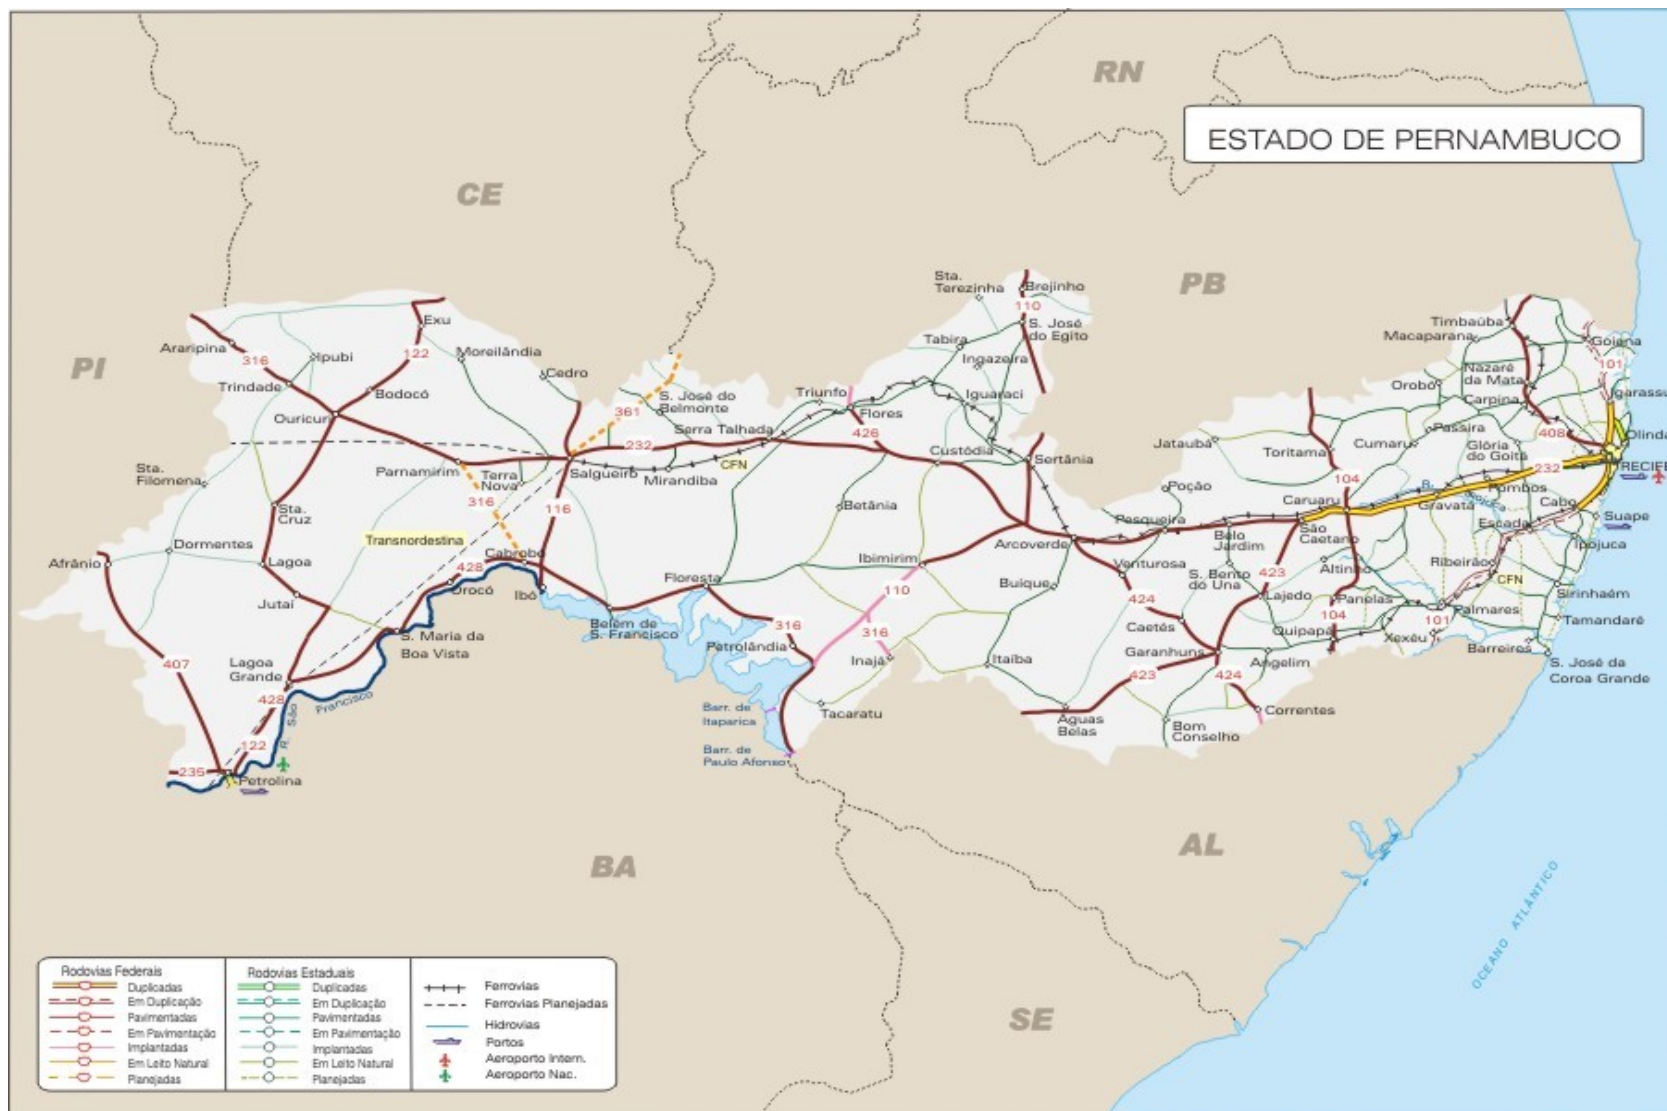 ESTADO DE PERNAMBUCO
RN
CE
PB
PI
BA
AL
SE
OCEANO ATLÂNTICO
Sta.
Terezinha
Brejinho
110
S. José
do Egito
Tabira
Ingazeira
Iguaraci
Exu
122
Araripina
316
Ipubi
Moreilândia
Trindade
Bodocó
Cedro
Ouricuri
361
S. José do
Belmonte
Triunfo
Flores
Serra Talhada
232
426
Custódia
Sertânia
CFN
Parnamirim
Terra
Nova
Salgueiro
Mirandiba
Sta.
Filomena
316
116
Betânia
Sta.
Cruz
Transnordestina
Dormentes
Afrânio
Lagoa
Cabrobó
428
Orocó
Ibó
Floresta
Ibimirim
Arcoverde
Jutaí
Belém de
S. Francisco
110
316
316
Buíque
S. Maria da
Boa Vista
Petrolândia
Inajá
Itaíba
407
Lagoa
Grande
428
R. São
Francisco
Barr. de
Itaparica
Tacaratu
Barr. de
Paulo Afonso
122
235
Petrolina
Timbaúba
Macaparana
Goiana
101
Nazaré
da Mata
Orobó
Carpina
Igarassu
Passira
408
Olinda
Jataubá
Toritama
Cumaru
Glória
do Goitá
232
RECIFE
104
Poção
Caruaru
Pombos
Gravatá
Cabo
Pesqueira
Belo
Jardim
São
Caetano
Escada
Suape
Ipojuca
Venturosa
S. Bento
do Una
423
Altinho
Ribeirão
CFN
424
Lajedo
Panelas
Sirinhaém
Palmares
Caetés
104
101
Tamandaré
Quipapá
Xexéu
Garanhuns
Angelim
Barreiros
S. José da
Coroa Grande
423
424
Águas
Belas
Bom
Conselho
Correntes
Rodovias Federais
Duplicadas
Em Duplicação
Pavimentadas
Em Pavimentação
Implantadas
Em Leito Natural
Planejadas
Rodovias Estaduais
Duplicadas
Em Duplicação
Pavimentadas
Em Pavimentação
Implantadas
Em Leito Natural
Planejadas
Ferrovias
Ferrovias Planejadas
Hidrovias
Portos
Aeroporto Intern.
Aeroporto Nac.